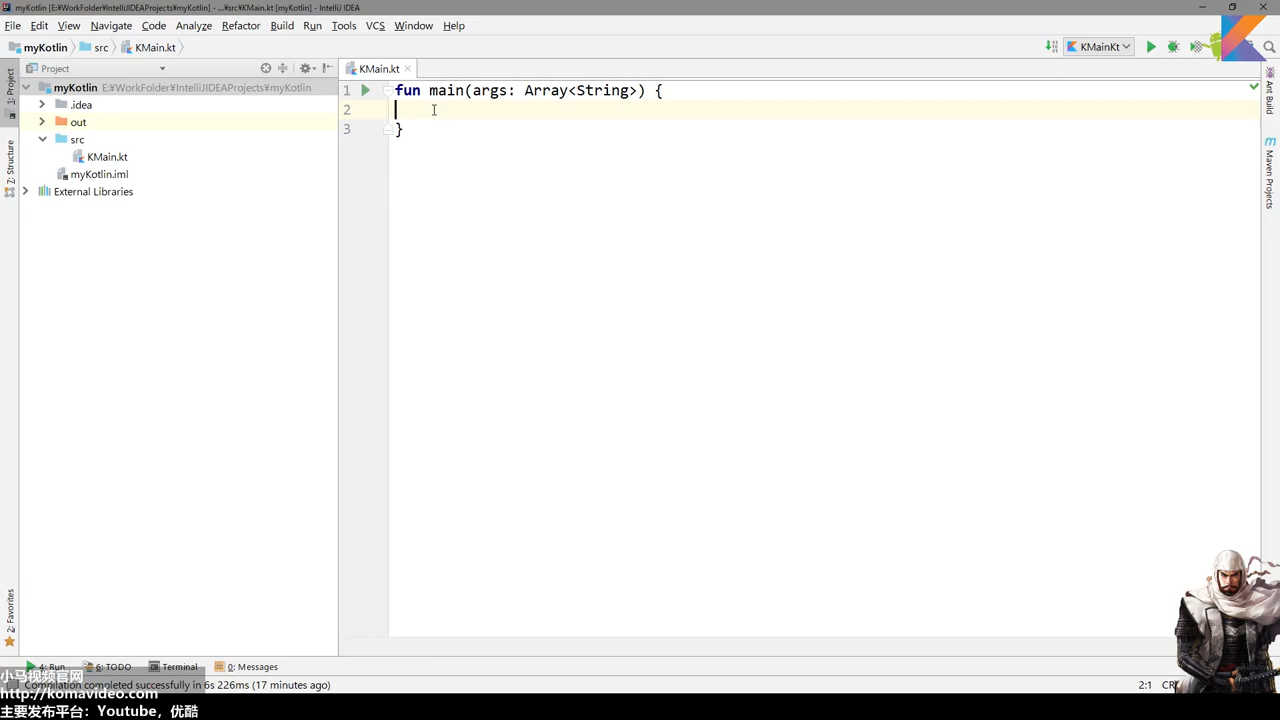 myKotlin [E:¥WorkFolder¥IntelliJIDEAProjects¥myKotlin] - ...¥src¥KMain.kt [myKotlin] - IntelliJ IDEA
File Edit View Navigate Code Analyze Refactor Build Run Tools VCS Window Help
myKotlin src KMain.kt
KMainKt
Project
KMain.kt
1: Project
myKotlin E:¥WorkFolder¥IntelliJIDEAProjects¥myKotlin
.idea
out
src
KMain.kt
myKotlin.iml
External Libraries
1 fun main(args: Array<String>) {
2
3 }
Ant Build
Maven Projects
7: Structure
2: Favorites
4: Run 6: TODO Terminal 0: Messages
Compilation completed successfully in 6s 226ms (17 minutes ago)
2:1
小马视频官网
http://komavideo.com
主要发布平台：Youtube，优酷